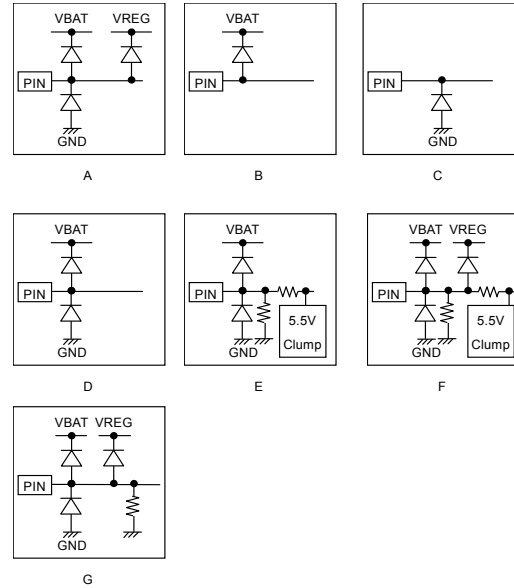 VBAT VREG
PIN
GND
A
VBAT
PIN
B
PIN
GND
C
VBAT
PIN
GND
D
VBAT
PIN
GND
5.5V
Clump
E
VBAT VREG
PIN
GND
5.5V
Clump
F
VBAT VREG
PIN
GND
G